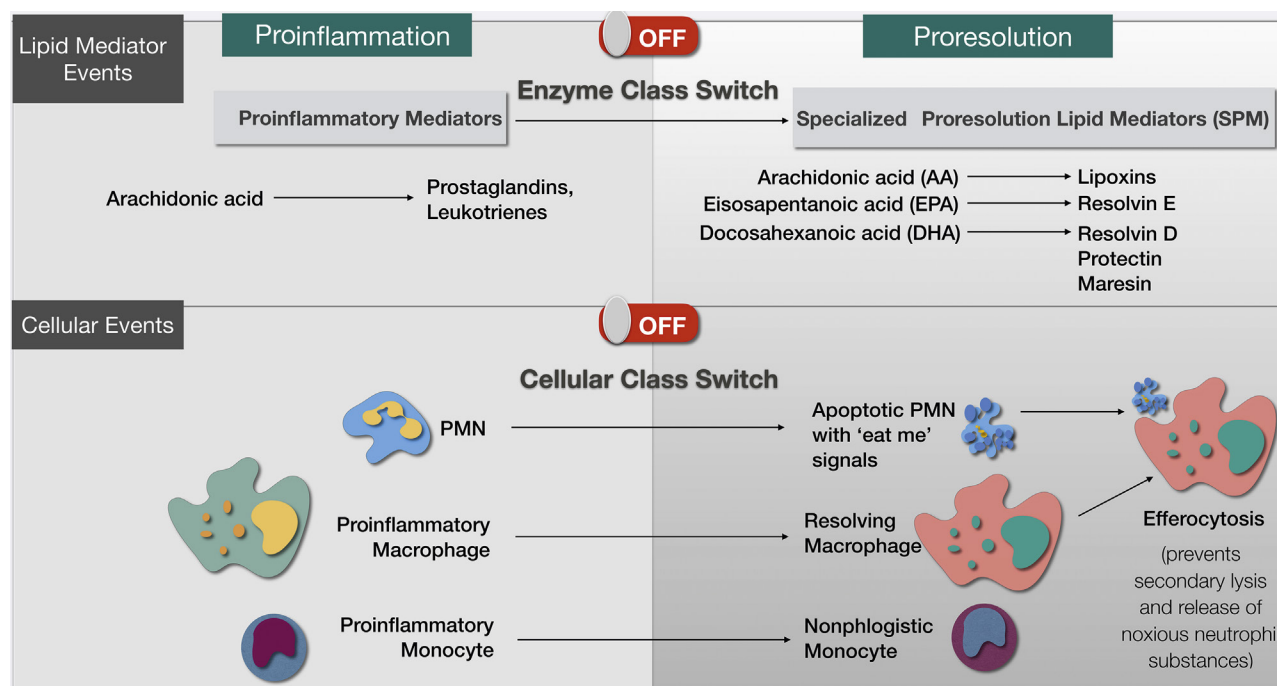 Lipid Mediator
Events
Proinflammation
OFF
Proresolution
Enzyme Class Switch
Proinflammatory Mediators
Specialized Proresolution Lipid Mediators (SPM)
Arachidonic acid
Prostaglandins,
Leukotrienes
Arachidonic acid (AA)
Lipoxins
Eisosapentanoic acid (EPA)
Resolvin E
Docosahexanoic acid (DHA)
Resolvin D
Protectin
Maresin
Cellular Events
OFF
Cellular Class Switch
PMN
Apoptotic PMN
with ‘eat me’
signals
Proinflammatory
Macrophage
Resolving
Macrophage
Efferocytosis
(prevents
secondary lysis
and release of
noxious neutrophi
substances)
Proinflammatory
Monocyte
Nonphlogistic
Monocyte